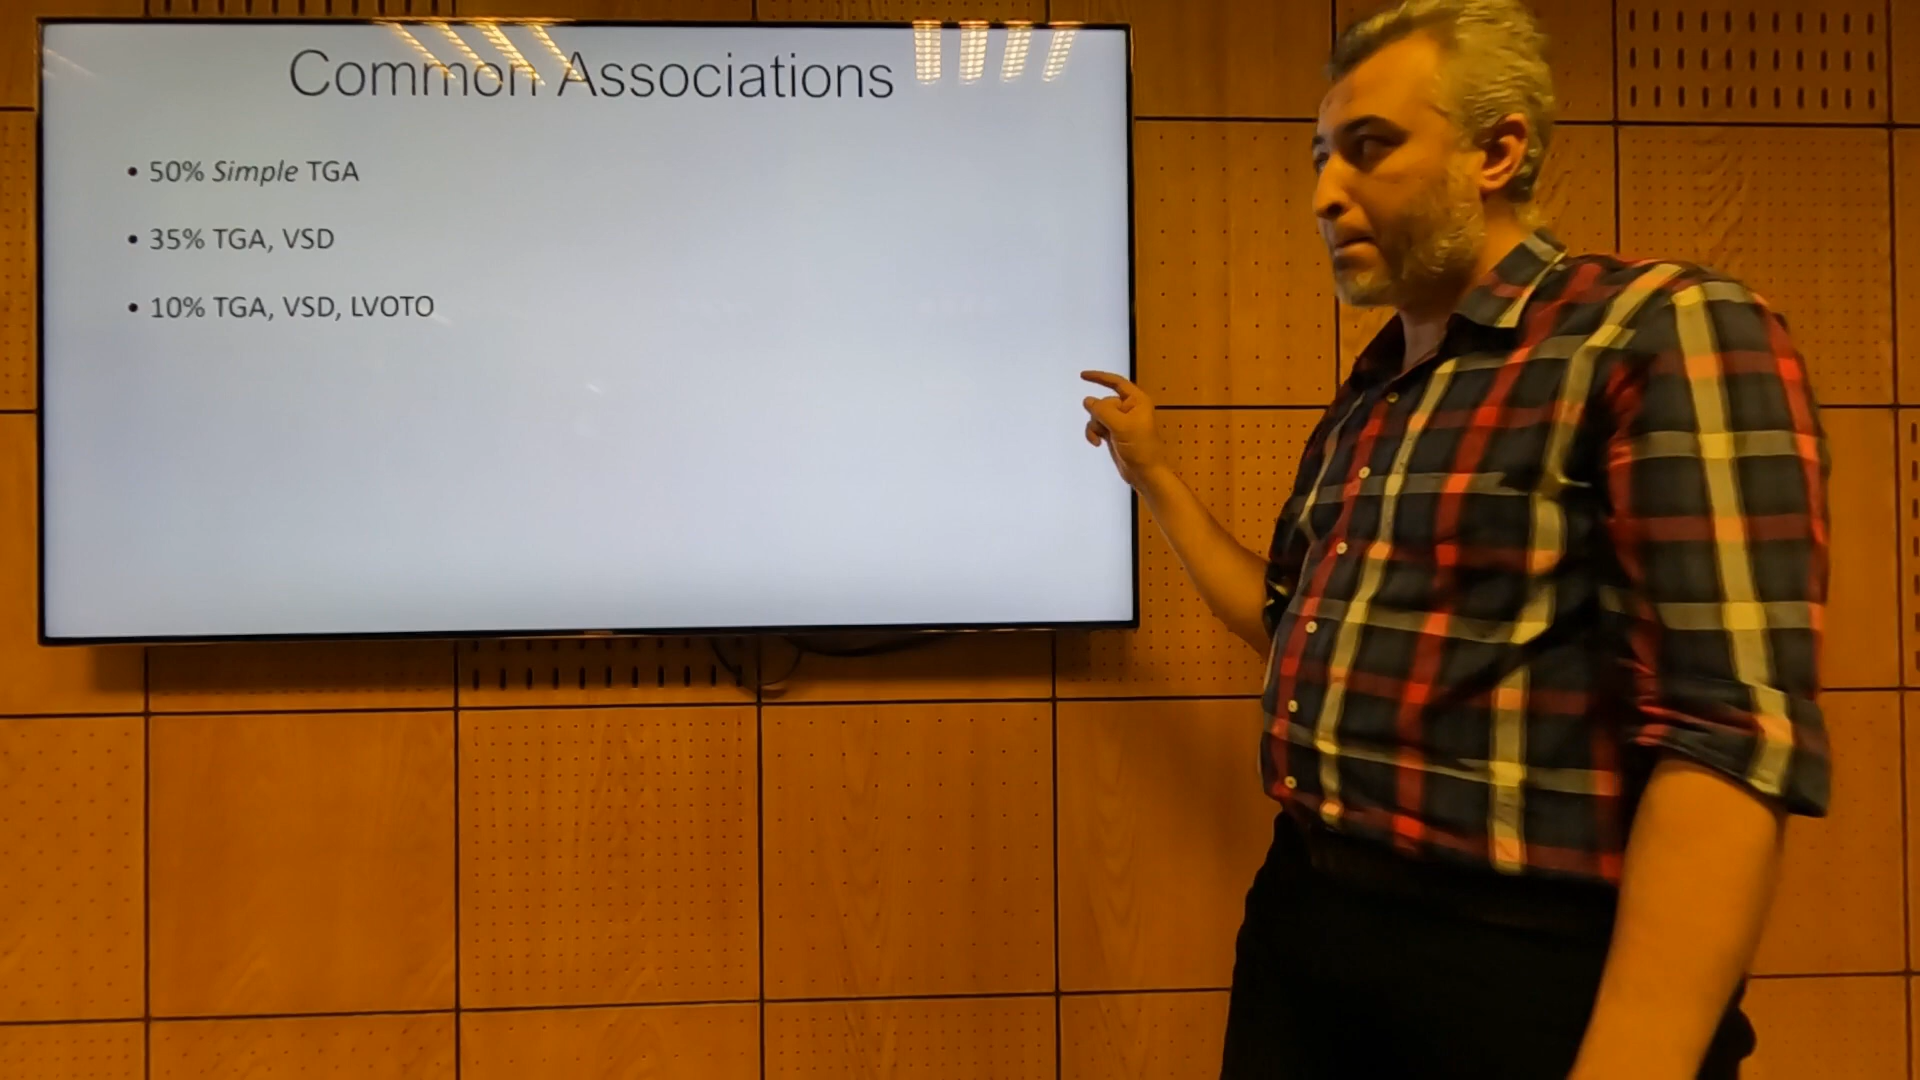 Common Associations
• 50% Simple TGA
• 35% TGA, VSD
• 10% TGA, VSD, LVOTO